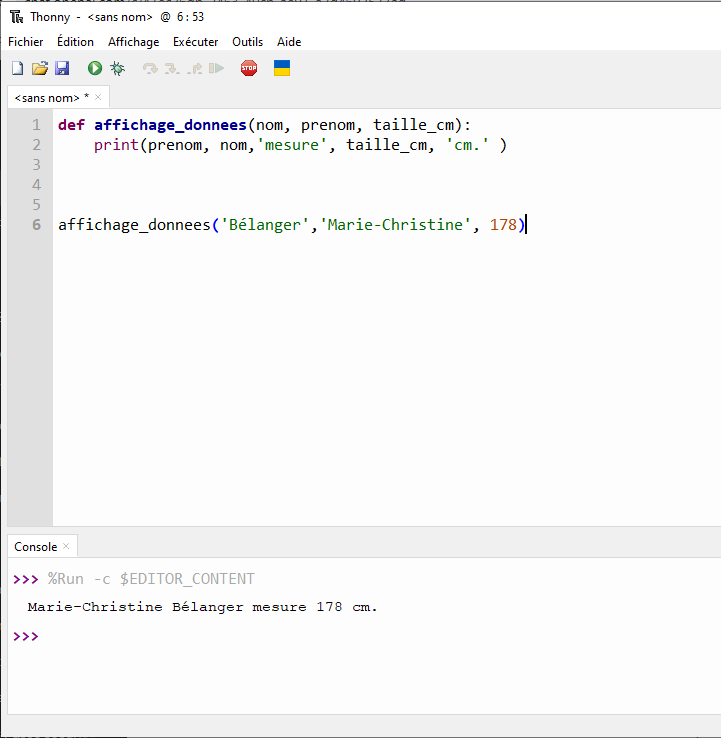 Thonny - <sans nom> @ 6:53
Fichier Édition Affichage Exécuter Outils Aide
STOP
<sans nom> * ×
1 def affichage_donnees(nom, prenom, taille_cm):
2     print(prenom, nom,'mesure', taille_cm, 'cm.' )
3
4
5
6 affichage_donnees('Bélanger','Marie-Christine', 178)
Console ×
>>> %Run -c $EDITOR_CONTENT
Marie-Christine Bélanger mesure 178 cm.
>>>